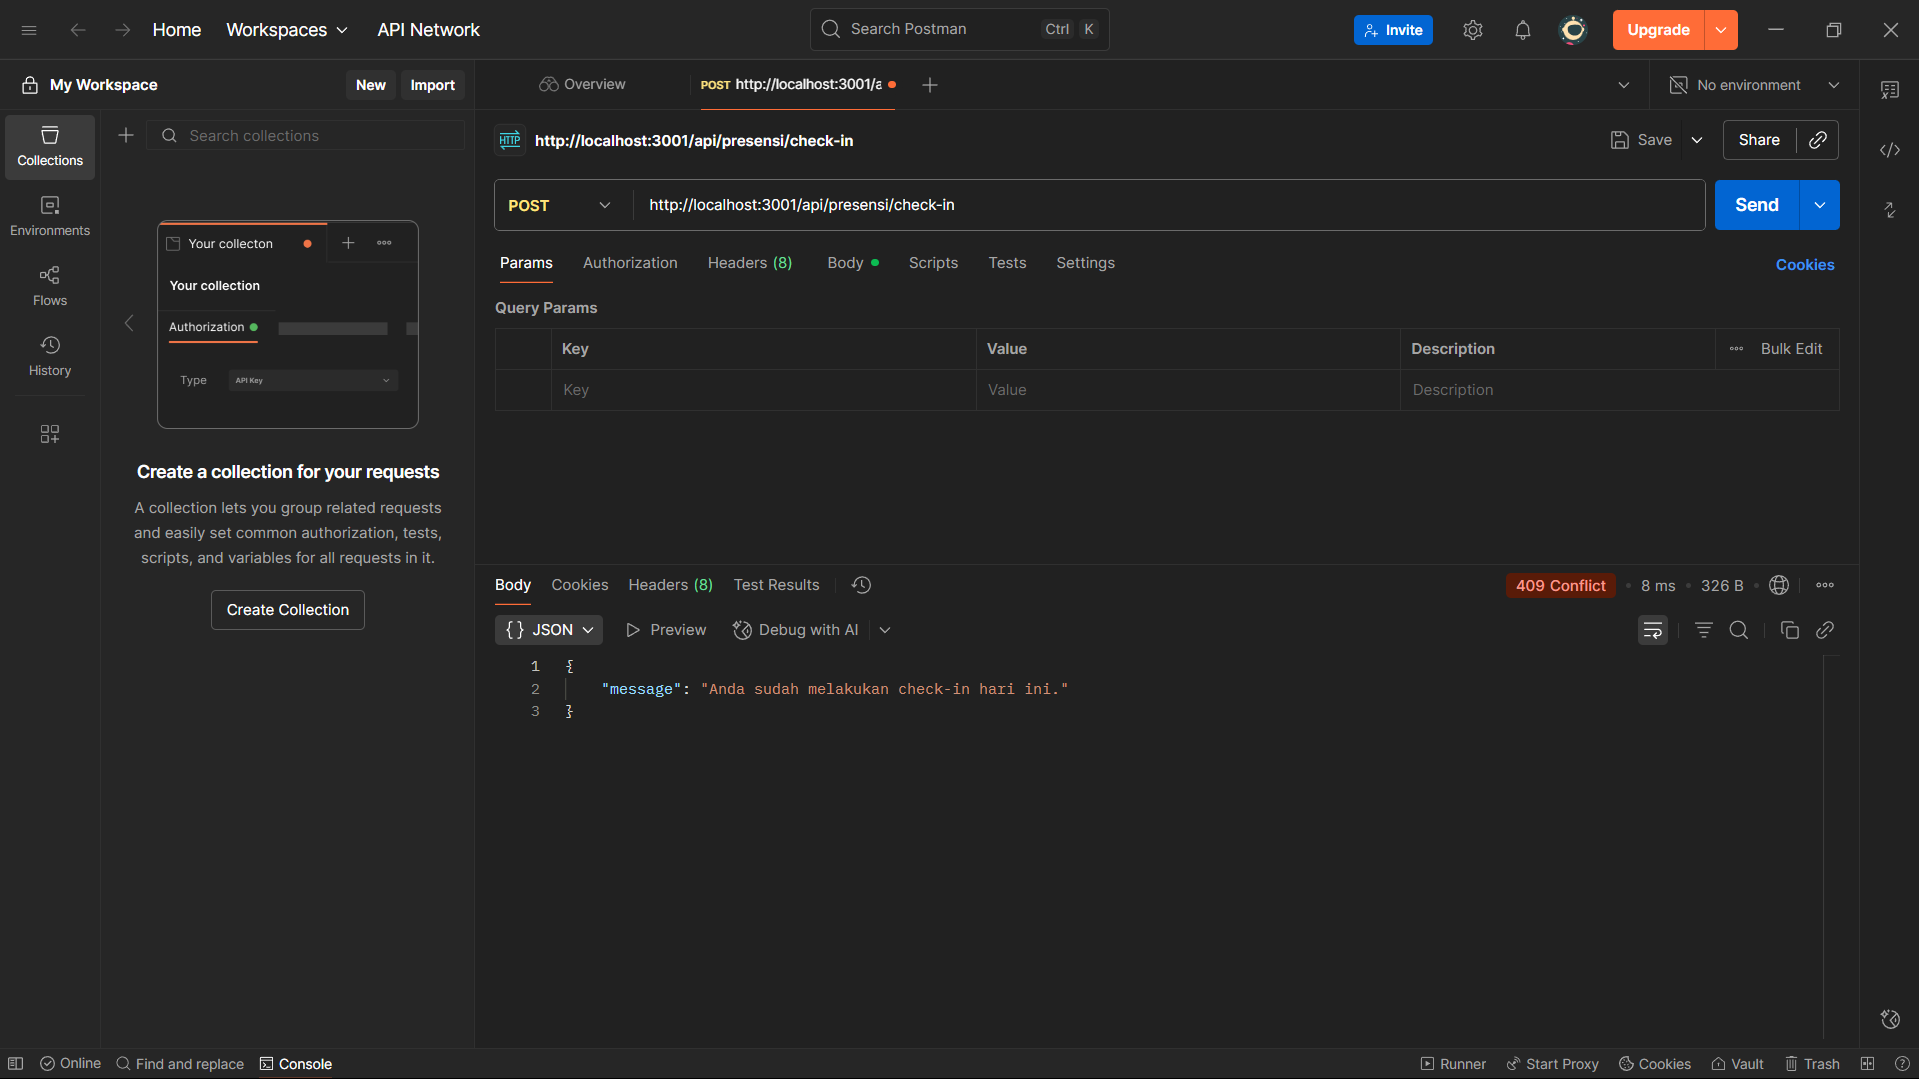 Home
Workspaces
API Network
Search Postman
Ctrl K
Invite
Upgrade
My Workspace
New
Import
Overview
POST http://localhost:3001/a
No environment
Collections
Environments
Flows
History
Search collections
Your collecton
Your collection
Authorization
Type
API Key
Create a collection for your requests
A collection lets you group related requests
and easily set common authorization, tests,
scripts, and variables for all requests in it.
Create Collection
HTTP
http://localhost:3001/api/presensi/check-in
Save
Share
POST
http://localhost:3001/api/presensi/check-in
Send
Params
Authorization
Headers (8)
Body
Scripts
Tests
Settings
Cookies
Query Params
Key
Value
Description
Bulk Edit
Key
Value
Description
Body
Cookies
Headers (8)
Test Results
409 Conflict
8 ms
326 B
{} JSON
Preview
Debug with AI
1 {
2 "message": "Anda sudah melakukan check-in hari ini."
3 }
Online
Find and replace
Console
Runner
Start Proxy
Cookies
Vault
Trash